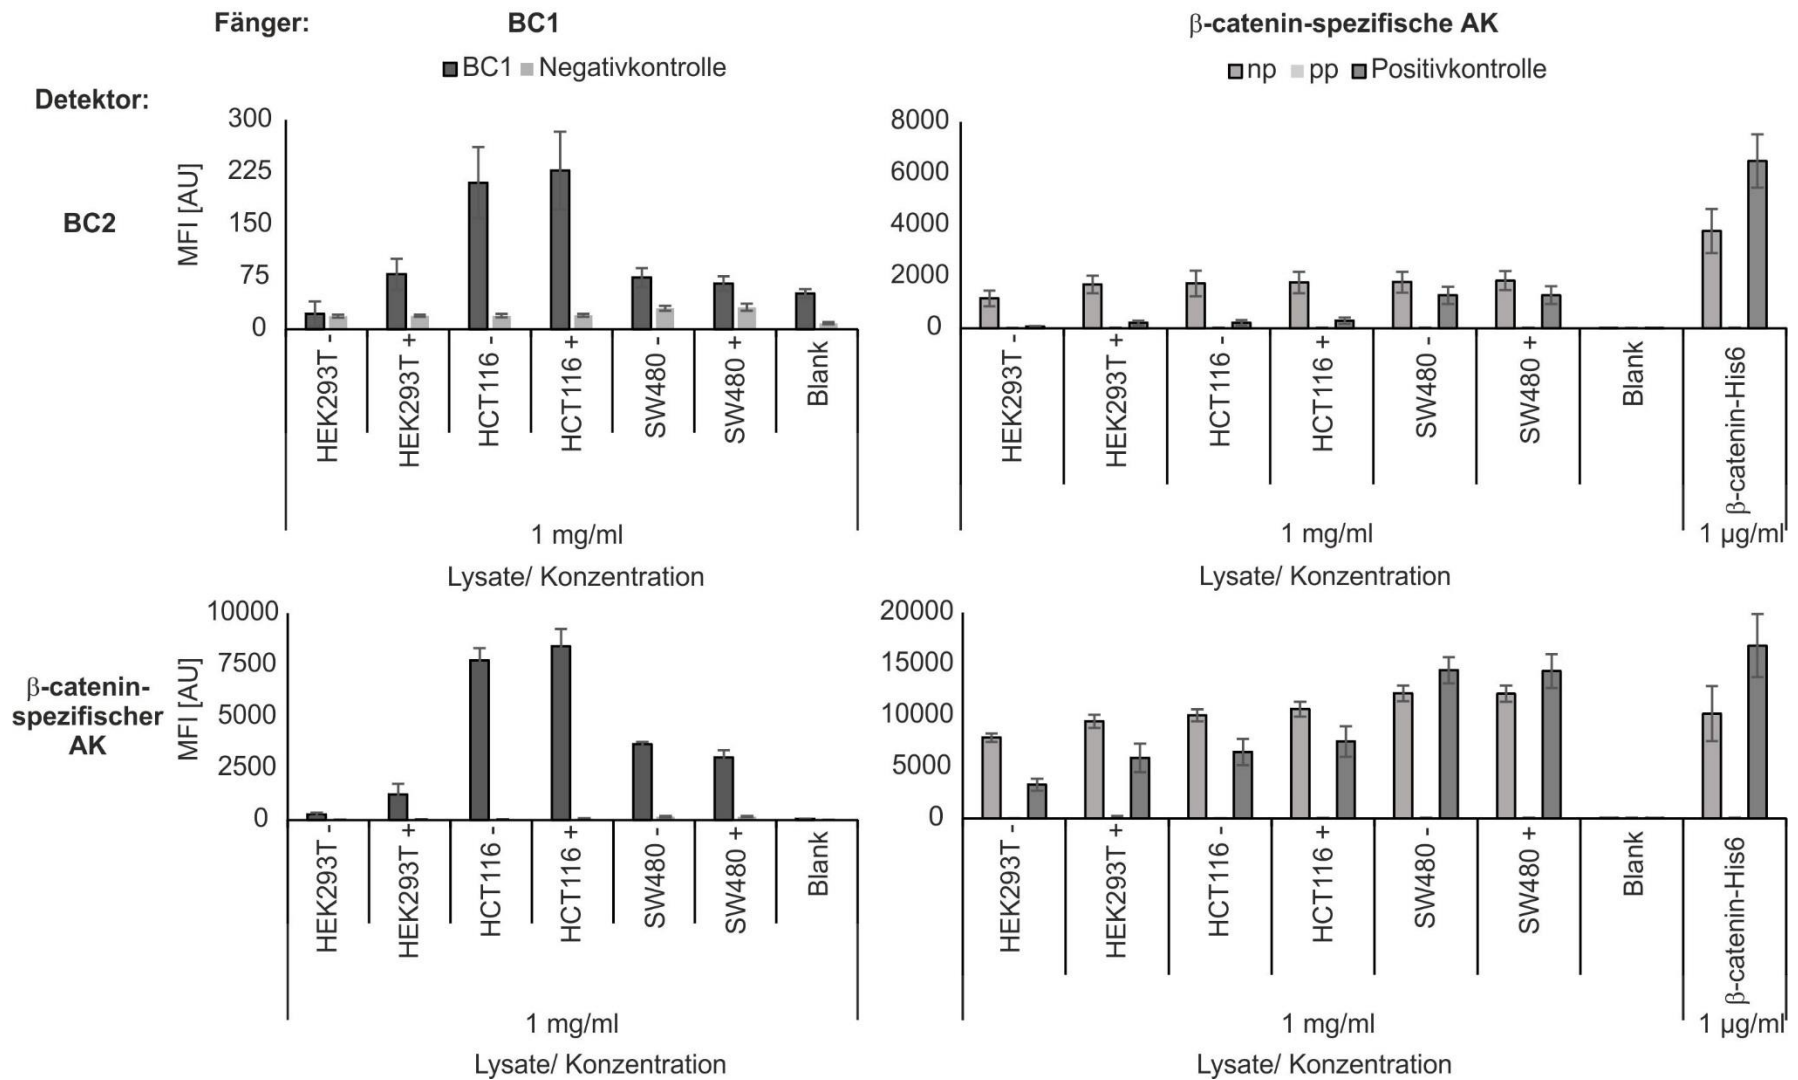 Fänger:
BC1
β-catenin-spezifische AK
BC1 Negativkontrolle
np pp Positivkontrolle
Detektor:
BC2
MFI [AU]
300
225
150
75
0
HEK293T -
HEK293T +
HCT116 -
HCT116 +
SW480 -
SW480 +
Blank
1 mg/ml
Lysate/ Konzentration
8000
6000
4000
2000
0
HEK293T -
HEK293T +
HCT116 -
HCT116 +
SW480 -
SW480 +
Blank
β-catenin-His6
1 mg/ml
1 µg/ml
Lysate/ Konzentration
β-catenin-
spezifischer
AK
MFI [AU]
10000
7500
5000
2500
0
HEK293T -
HEK293T +
HCT116 -
HCT116 +
SW480 -
SW480 +
Blank
1 mg/ml
Lysate/ Konzentration
20000
15000
10000
5000
0
HEK293T -
HEK293T +
HCT116 -
HCT116 +
SW480 -
SW480 +
Blank
β-catenin-His6
1 mg/ml
1 µg/ml
Lysate/ Konzentration